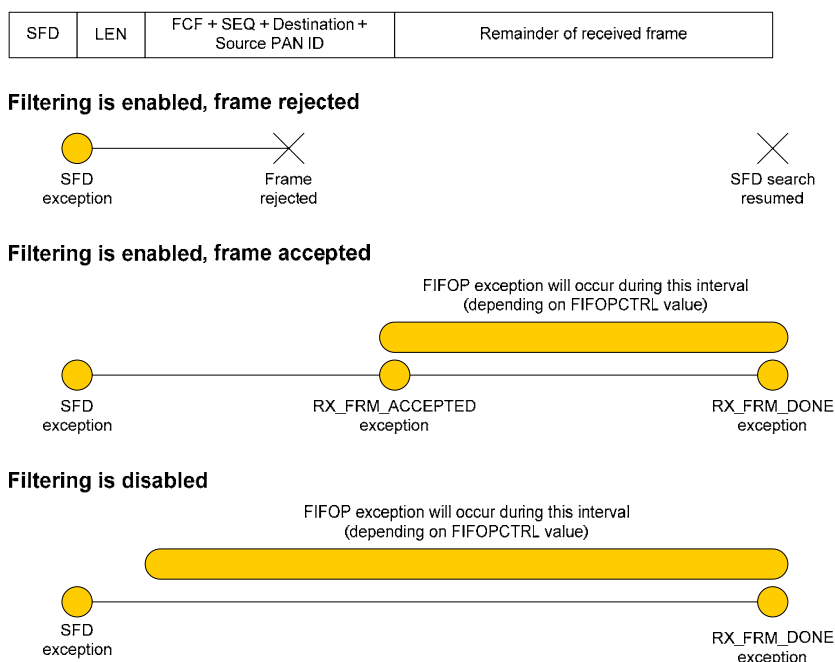 SFD
LEN
FCF + SEQ + Destination +
Source PAN ID
Remainder of received frame
Filtering is enabled, frame rejected
SFD
exception
Frame
rejected
SFD search
resumed
Filtering is enabled, frame accepted
FIFOP exception will occur during this interval
(depending on FIFOPCTRL value)
SFD
exception
RX_FRM_ACCEPTED
exception
RX_FRM_DONE
exception
Filtering is disabled
FIFOP exception will occur during this interval
(depending on FIFOPCTRL value)
SFD
exception
RX_FRM_DONE
exception